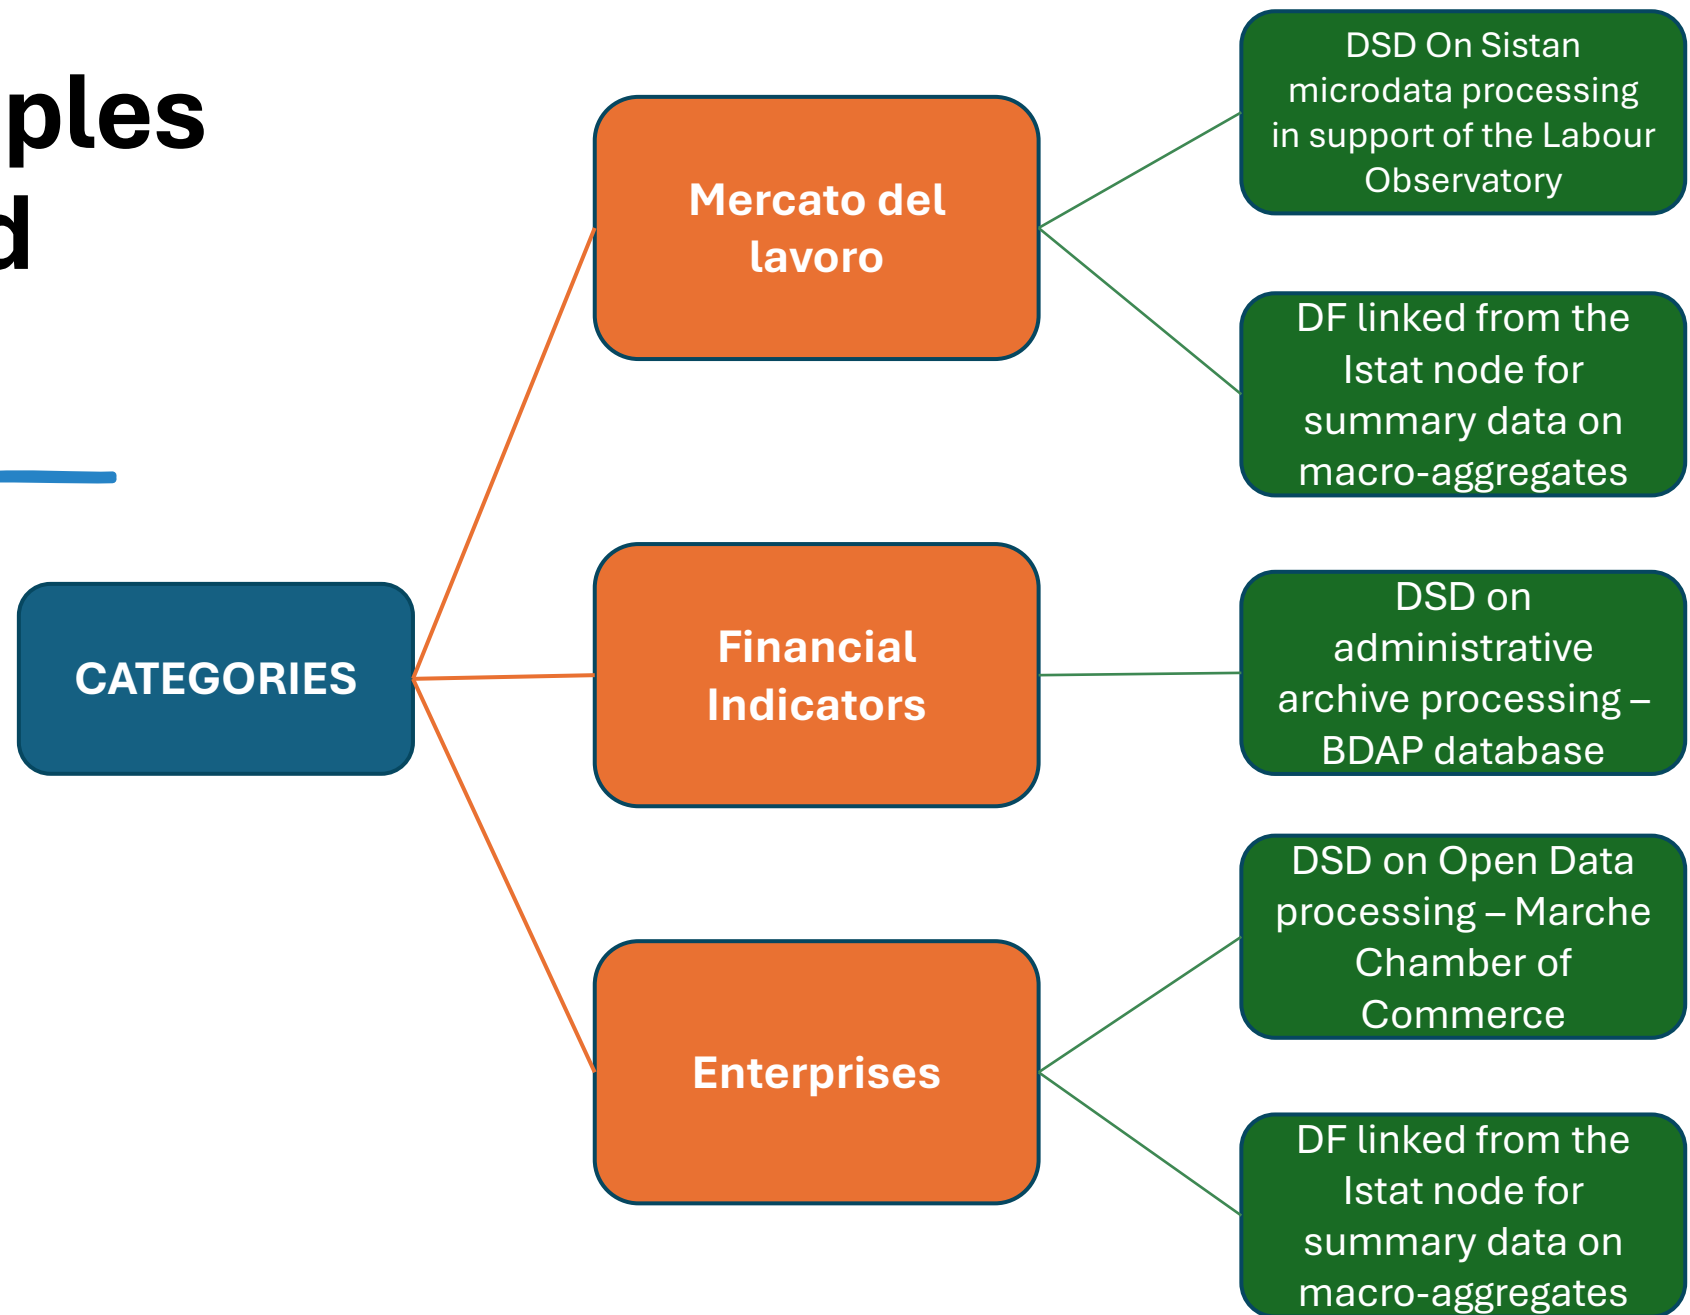 ples
d
CATEGORIES
Mercato del
lavoro
DSD On Sistan
microdata processing
in support of the Labour
Observatory
DF linked from the
Istat node for
summary data on
macro-aggregates
Financial
Indicators
DSD on
administrative
archive processing –
BDAP database
Enterprises
DSD on Open Data
processing – Marche
Chamber of
Commerce
DF linked from the
Istat node for
summary data on
macro-aggregates